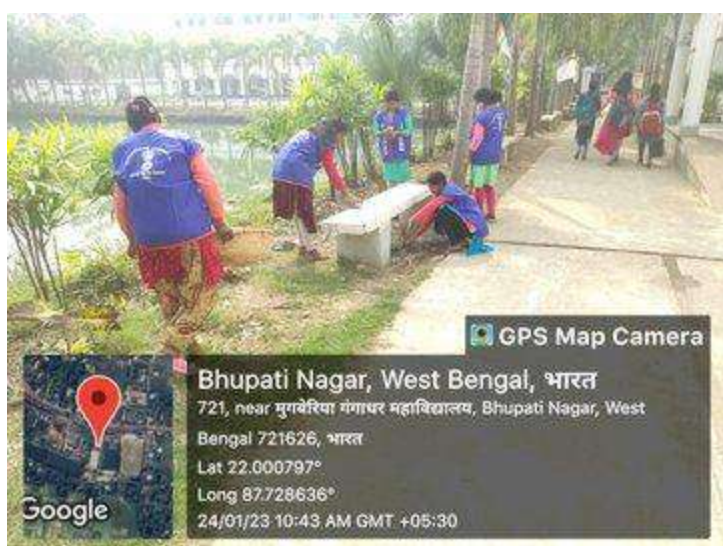 GPS Map Camera
Bhupati Nagar, West Bengal, भारत
721, near मुगबेरिया गंगाधर महाविद्यालय, Bhupati Nagar, West
Bengal 721626, भारत
Lat 22.000797°
Long 87.728636°
24/01/23 10:43 AM GMT +05:30
Google